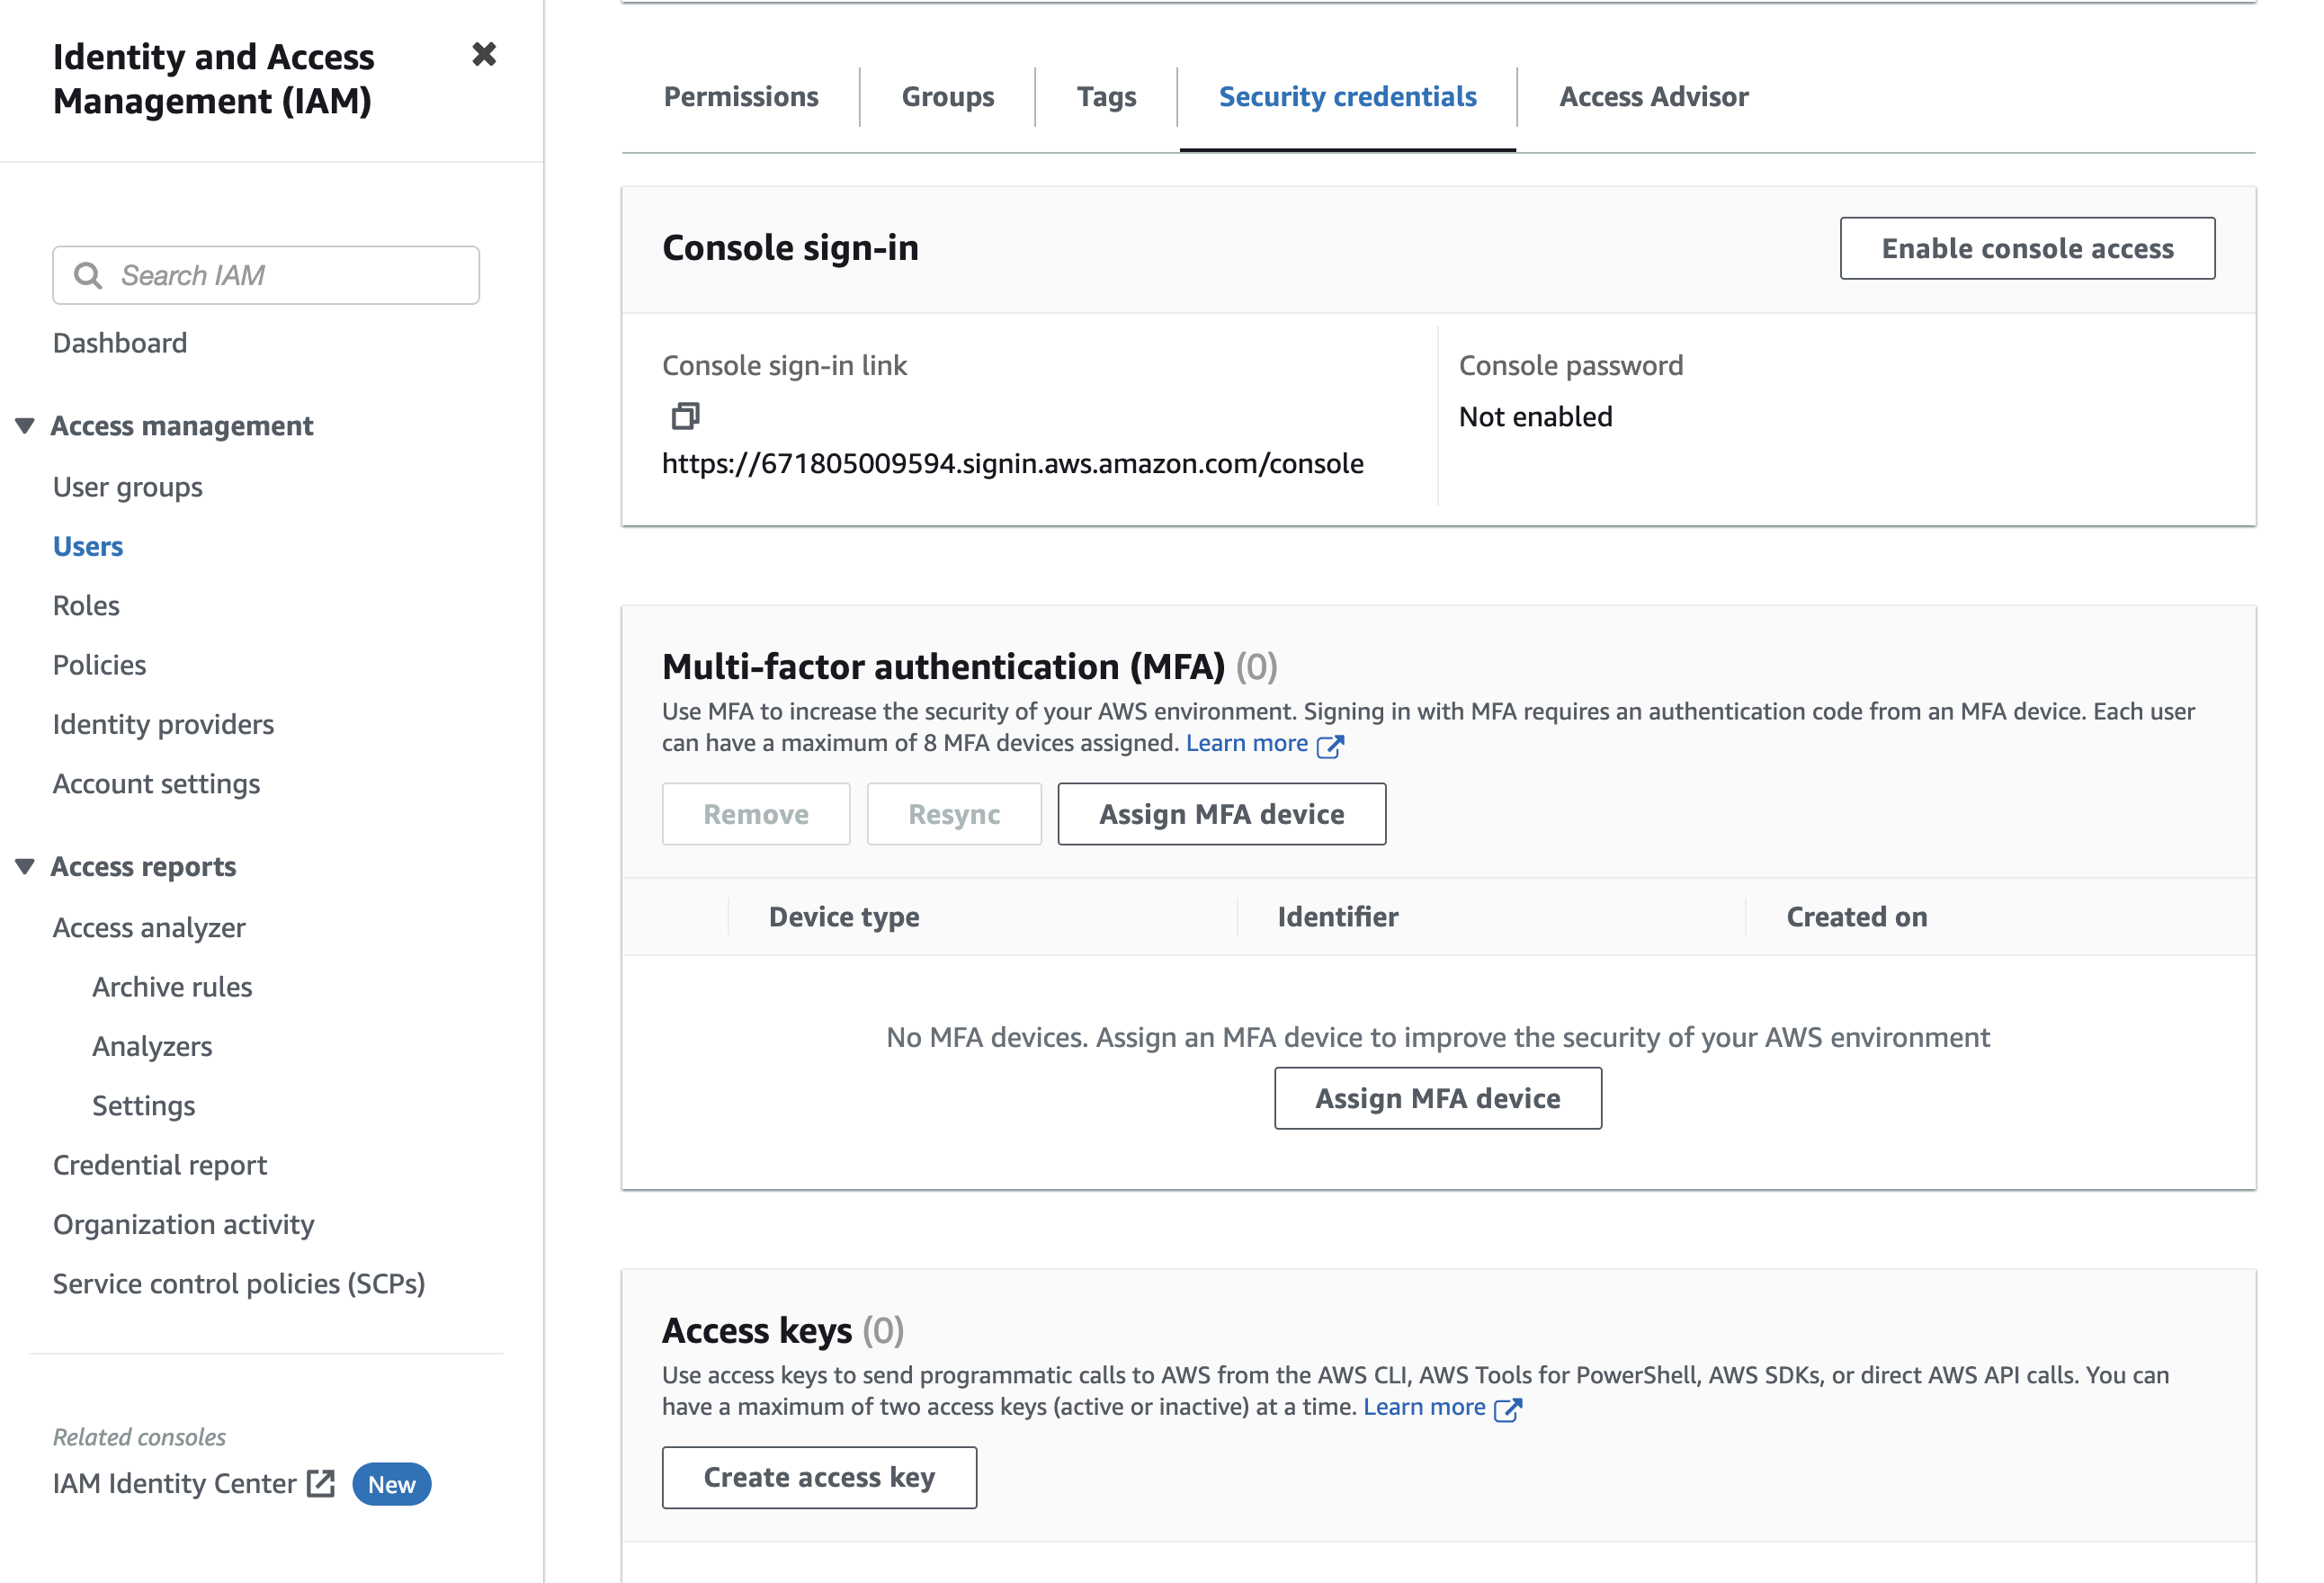 Identity and Access
Management (IAM)
Search IAM
Dashboard
Access management
User groups
Users
Roles
Policies
Identity providers
Account settings
Access reports
Access analyzer
Archive rules
Analyzers
Settings
Credential report
Organization activity
Service control policies (SCPs)
Related consoles
IAM Identity Center New
Permissions Groups Tags Security credentials Access Advisor
Console sign-in
Enable console access
Console sign-in link
https://671805009594.signin.aws.amazon.com/console
Console password
Not enabled
Multi-factor authentication (MFA) (0)
Use MFA to increase the security of your AWS environment. Signing in with MFA requires an authentication code from an MFA device. Each user
can have a maximum of 8 MFA devices assigned. Learn more
Remove Resync Assign MFA device
Device type Identifier Created on
No MFA devices. Assign an MFA device to improve the security of your AWS environment
Assign MFA device
Access keys (0)
Use access keys to send programmatic calls to AWS from the AWS CLI, AWS Tools for PowerShell, AWS SDKs, or direct AWS API calls. You can
have a maximum of two access keys (active or inactive) at a time. Learn more
Create access key